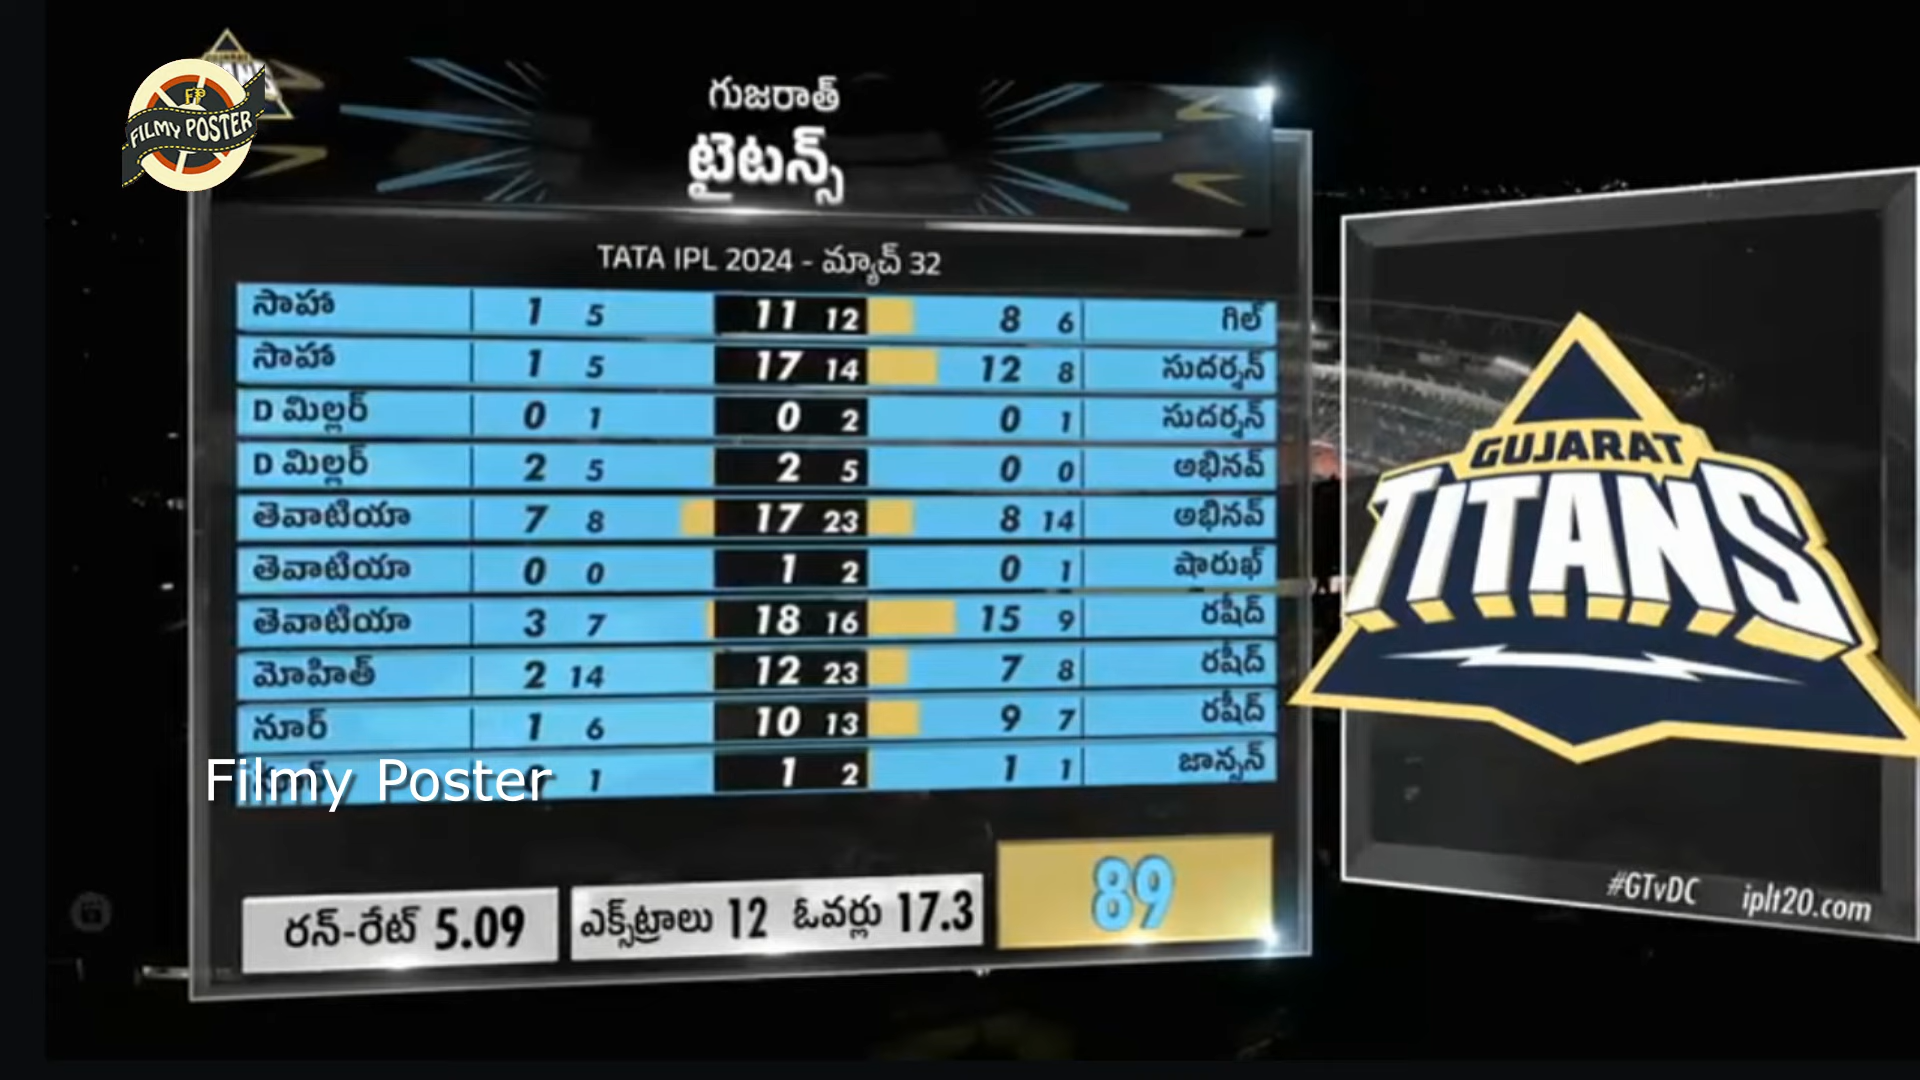 FP
FILMY POSTER
గుజరాత్
టైటన్స్
TATA IPL 2024 - మ్యాచ్ 32
సాహా 1 5 11 12 8 6 గిల్
సాహా 1 5 17 14 12 8 సుదర్శన్
D మిల్లర్ 0 1 0 2 0 1 సుదర్శన్
D మిల్లర్ 2 5 2 5 0 0 అభినవ్
తెవాటియా 7 8 17 23 8 14 అభినవ్
తెవాటియా 0 0 1 2 0 1 షారుఖ్
తెవాటియా 3 7 18 16 15 9 రషీద్
మోహిత్ 2 14 12 23 7 8 రషీద్
నూర్ 1 6 10 13 9 7 రషీద్
1 1 2 1 1 జాన్సన్
Filmy Poster
రన్-రేట్ 5.09 ఎక్స్‌ట్రాలు 12 ఓవర్లు 17.3 89
GUJARAT
TITANS
#GTvDC iplt20.com